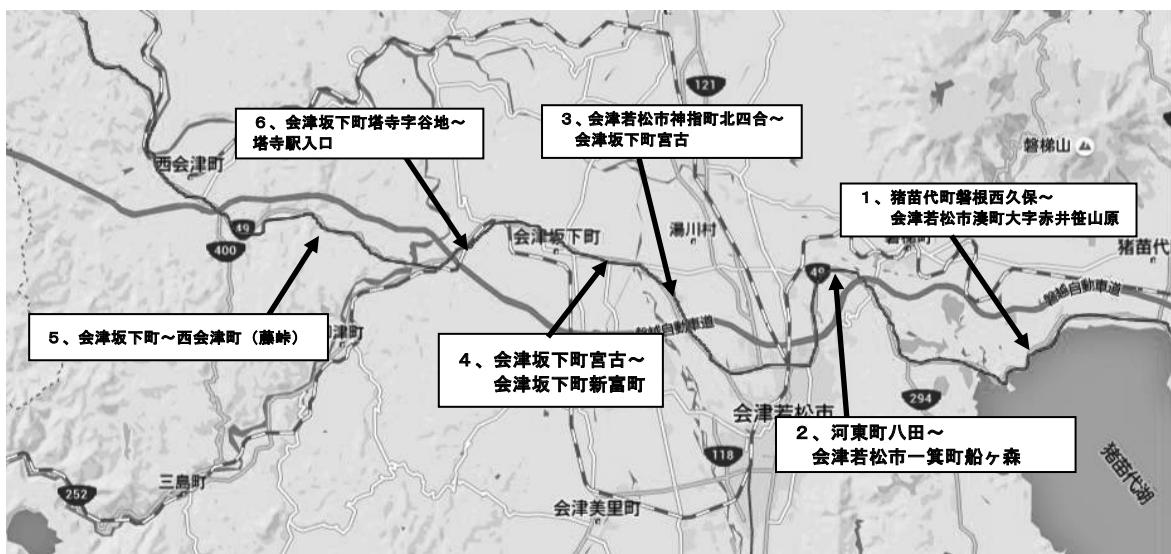 121
6、会津坂下町塔寺字谷地～
塔寺駅入口
3、会津若松市神指町北四合～
会津坂下町宮古
磐梯山
西会津町
1、猪苗代町磐根西久保～
会津若松市湊町大字赤井笹山原
49
400
会津坂下町
湯川村
磐梯町
猪苗代
49
磐越自動車道
磐越自動車道
5、会津坂下町～西会津町（藤峠）
津町
4、会津坂下町宮古～
会津坂下町新富町
294
会津若松市
2、河東町八田～
会津若松市一箕町船ヶ森
118
猪苗代湖
三島町
252
会津美里町